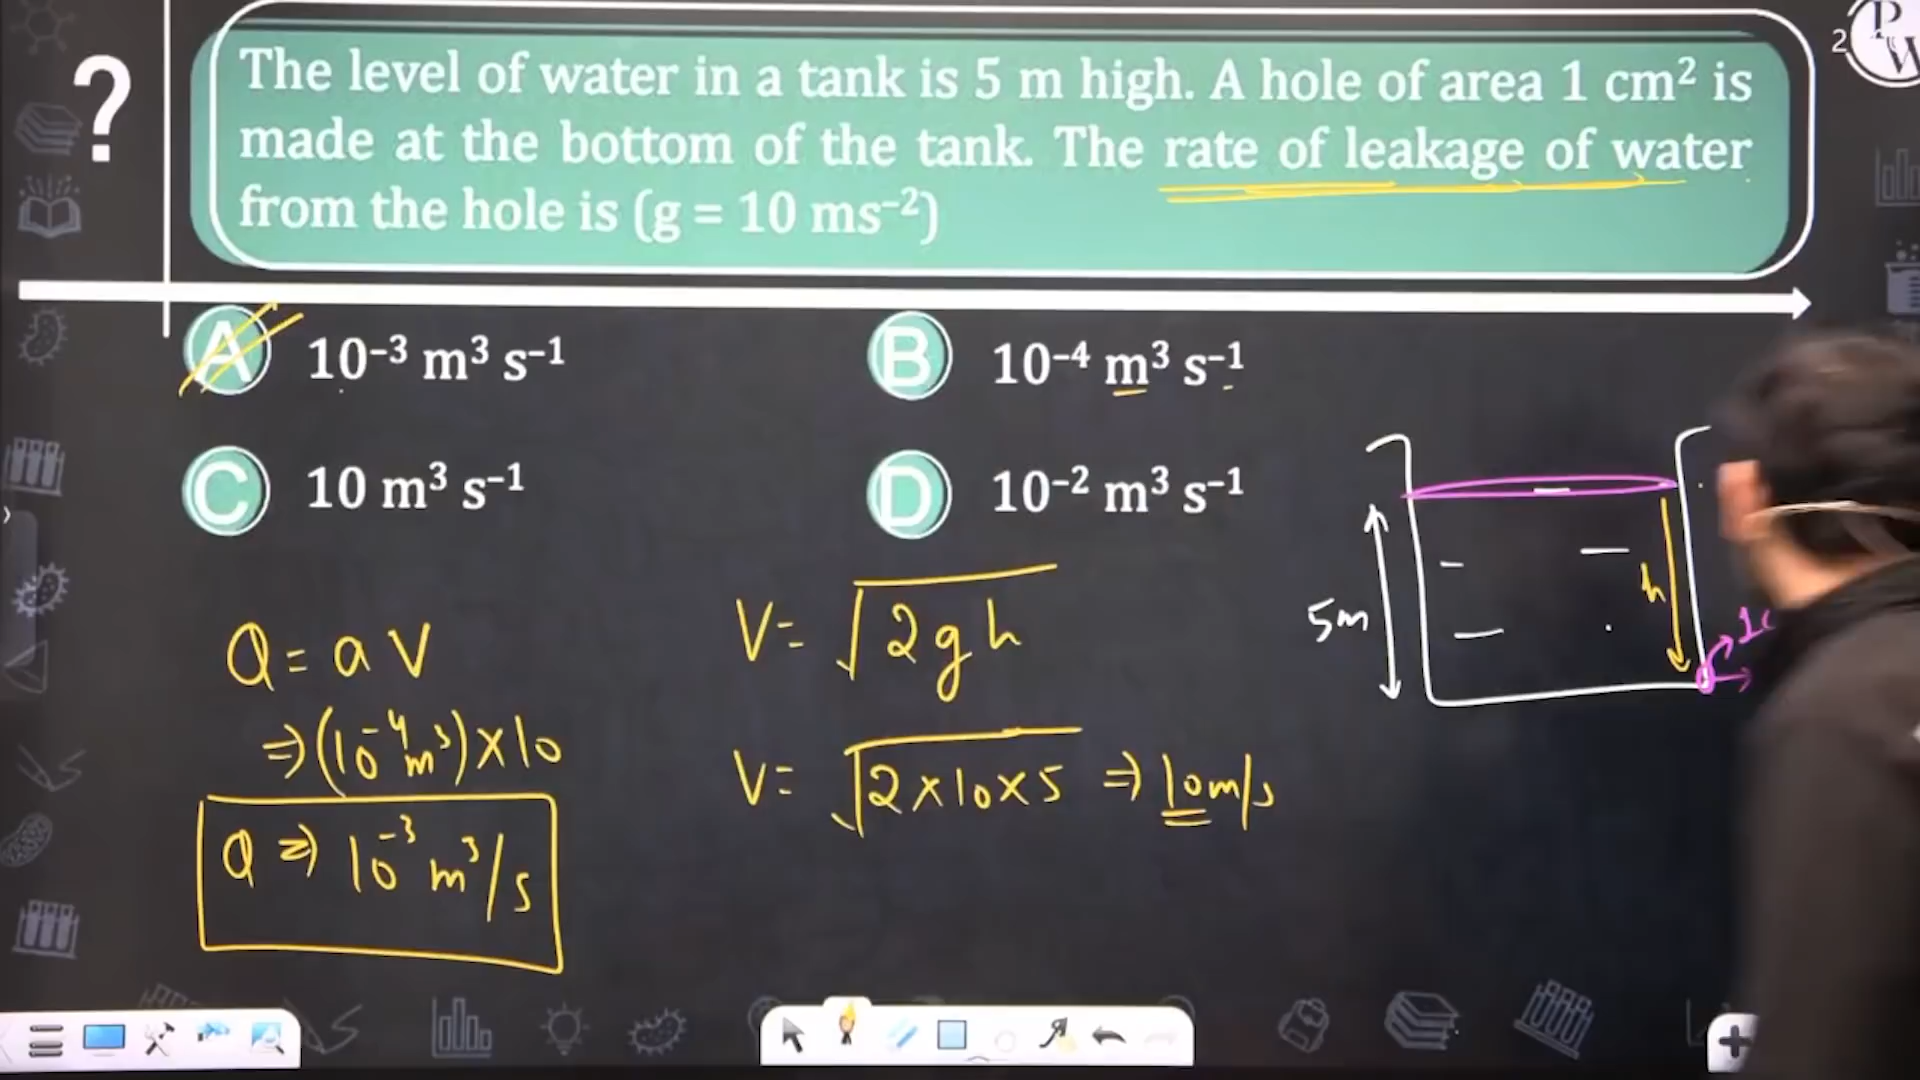 The level of water in a tank is 5 m high. A hole of area 1 cm² is
made at the bottom of the tank. The rate of leakage of water
from the hole is (g = 10 ms⁻²)
?
A 10⁻³ m³ s⁻¹
B 10⁻⁴ m³ s⁻¹
C 10 m³ s⁻¹
D 10⁻² m³ s⁻¹
Q = a V
⇒ (10⁻⁴ m³) × 10
Q ⇒ 10⁻³ m³/s
V = √2gh
V = √2×10×5 ⇒ 10 m/s
5m
h
PW